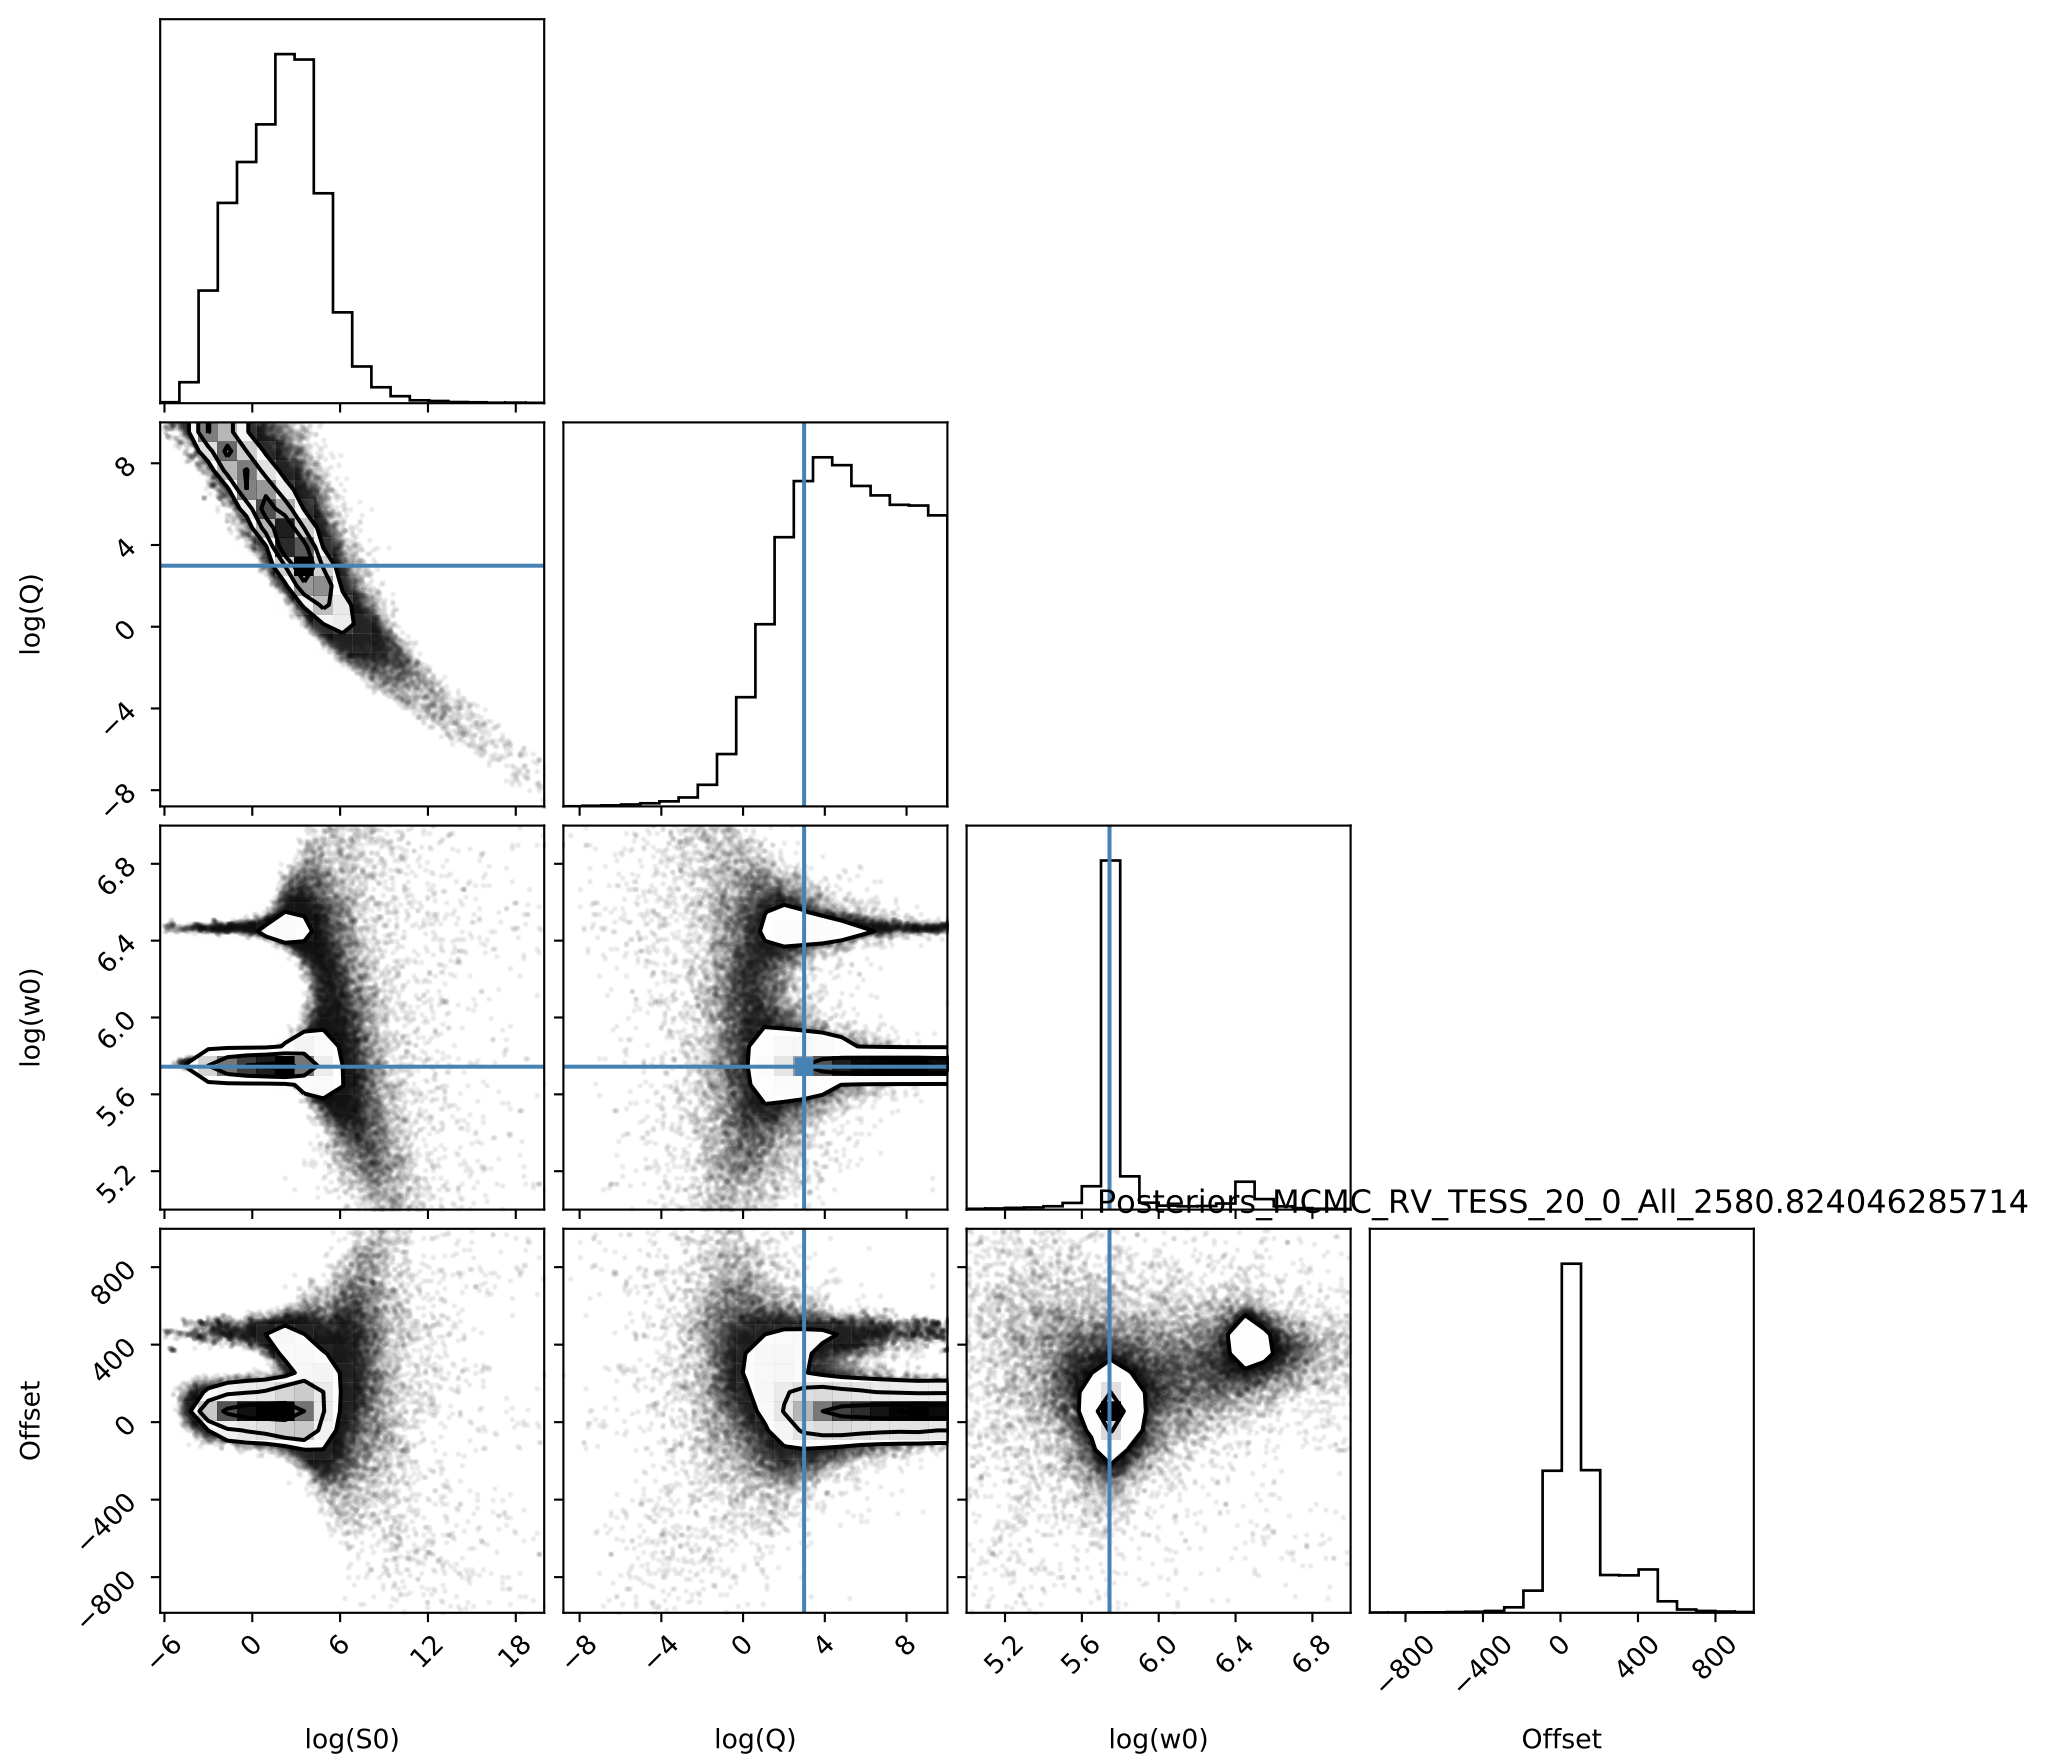 8
4
0
−4
−8
log(Q)
6.8
6.4
6.0
5.6
5.2
log(w0)
Posteriors_MCMC_RV_TESS_20_0_All_2580.824046285714
800
400
0
−400
−800
Offset
−6 0 6 12 18
−8 −4 0 4 8
5.2 5.6 6.0 6.4 6.8
−800 −400 0 400 800
log(S0) log(Q) log(w0) Offset